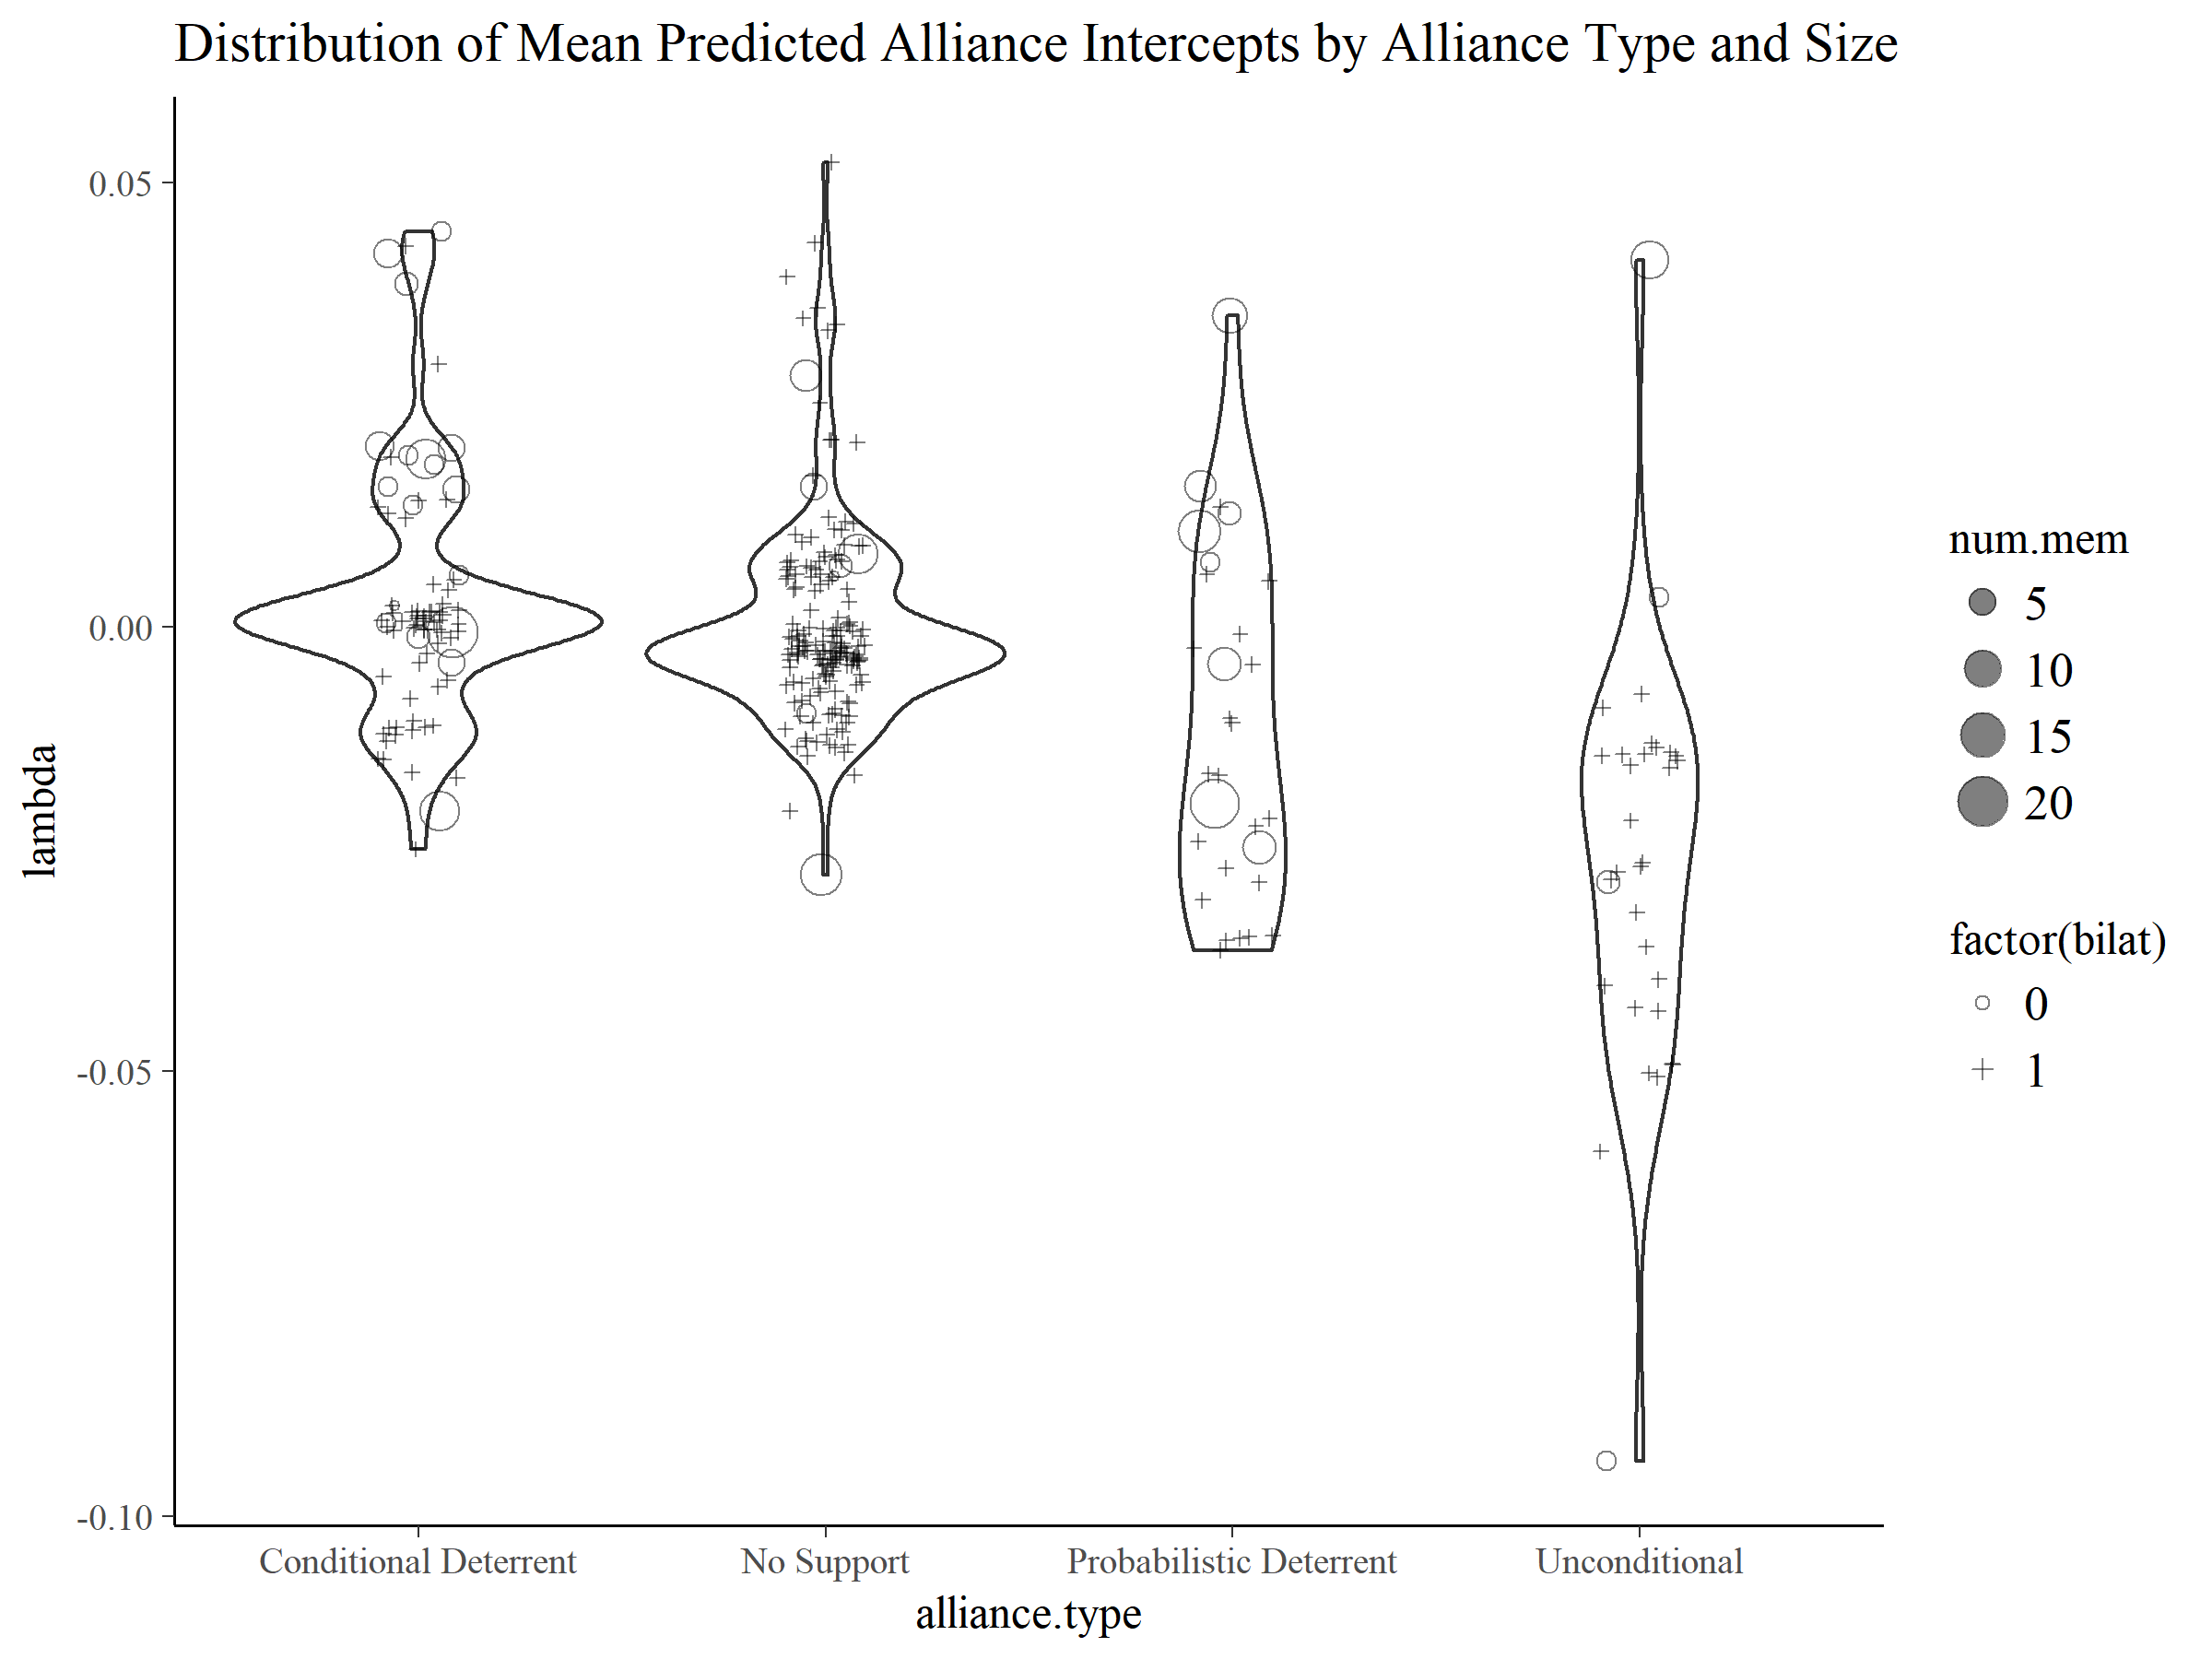 Distribution of Mean Predicted Alliance Intercepts by Alliance Type and Size
0.05
0.00
-0.05
-0.10
lambda
Conditional Deterrent
No Support
Probabilistic Deterrent
Unconditional
alliance.type
num.mem
5
10
15
20
factor(bilat)
0
1